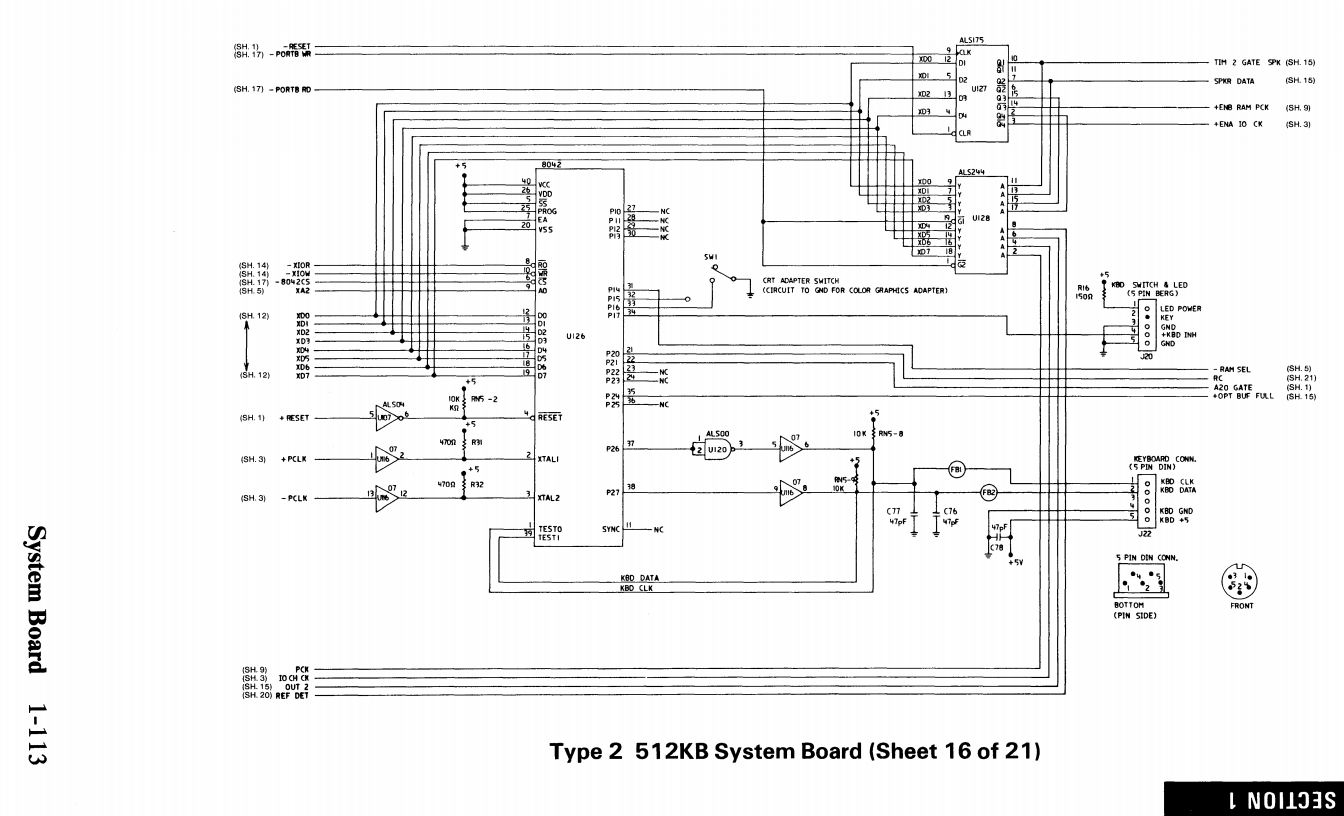 (SH. 1) -RESET
(SH. 17) -PORTB WR
(SH. 17) -PORTB RD
ALS175
9 CLK
XD0 12 D1
XD1 5 D2
XD2 13 D3
XD3 4 D4
1 CLR
U127
Q1 10
Q1 11
Q2 7
Q2 6
Q3 15
Q3 14
Q4 2
Q4 3
TIM 2 GATE SPK (SH. 15)
SPKR DATA (SH. 15)
+ENB RAM PCK (SH. 9)
+ENA IO CK (SH. 3)
ALS244
XD0 9 Y A 11
XD1 7 Y A 13
XD2 5 Y A 15
XD3 3 Y A 17
19 G1
U128
XD4 12 Y A 8
XD5 14 Y A 6
XD6 16 Y A 4
XD7 18 Y A 2
1 G2
+5
8042
40 VCC
26 VDD
5 SS
25 PROG
7 EA
20 VSS
P10 27 NC
P11 28 NC
P12 29 NC
P13 30 NC
(SH. 14) -XIOR 8 RD
(SH. 14) -XIOW 10 WR
(SH. 17) -8042CS 6 CS
(SH. 5) XA2 9 A0
P14 31
P15 32
P16 33
P17 34
SW1
CRT ADAPTER SWITCH
(CIRCUIT TO GND FOR COLOR GRAPHICS ADAPTER)
+5
R16
150Ω
KBD SWITCH & LED
(5 PIN BERG)
1 LED POWER
2 KEY
3 GND
4 +KBD INH
5 GND
J20
(SH. 12) XD0 12 D0
XD1 13 D1
XD2 14 D2
XD3 15 D3
XD4 16 D4
XD5 17 D5
XD6 18 D6
(SH. 12) XD7 19 D7
U126
P20 21
P21 22
P22 23 NC
P23 24 NC
P24 35
P25 36 NC
-RAM SEL (SH. 5)
RC (SH. 21)
A20 GATE (SH. 1)
+OPT BUF FULL (SH. 15)
+5
10K
KΩ
RN5-2
(SH. 1) +RESET
ALS04
5 U107 6
4 RESET
+5
470Ω R31
(SH. 3) +PCLK
07
1 U116 2
2 XTAL1
+5
470Ω R32
(SH. 3) -PCLK
07
13 U116 12
3 XTAL2
P26 37
ALS00
1
2 U120 3
07
5 U116 6
+5
10K RN5-8
P27 38
07
9 U116 8
+5
RN5-9
10K
FB1
FB2
C77
47pF
C76
47pF
47pF
C78
+5V
KEYBOARD CONN.
(5 PIN DIN)
1 KBD CLK
2 KBD DATA
3
4 KBD GND
5 KBD +5
J22
1 TEST0
39 TEST1
SYNC 11 NC
KBD DATA
KBD CLK
5 PIN DIN CONN.
4 5
1 2 3
BOTTOM
(PIN SIDE)
3 1
5 2 4
FRONT
(SH. 9) PCK
(SH. 3) IO CH CK
(SH. 15) OUT 2
(SH. 20) REF DET
Type 2 512KB System Board (Sheet 16 of 21)
System Board 1-113
SECTION 1